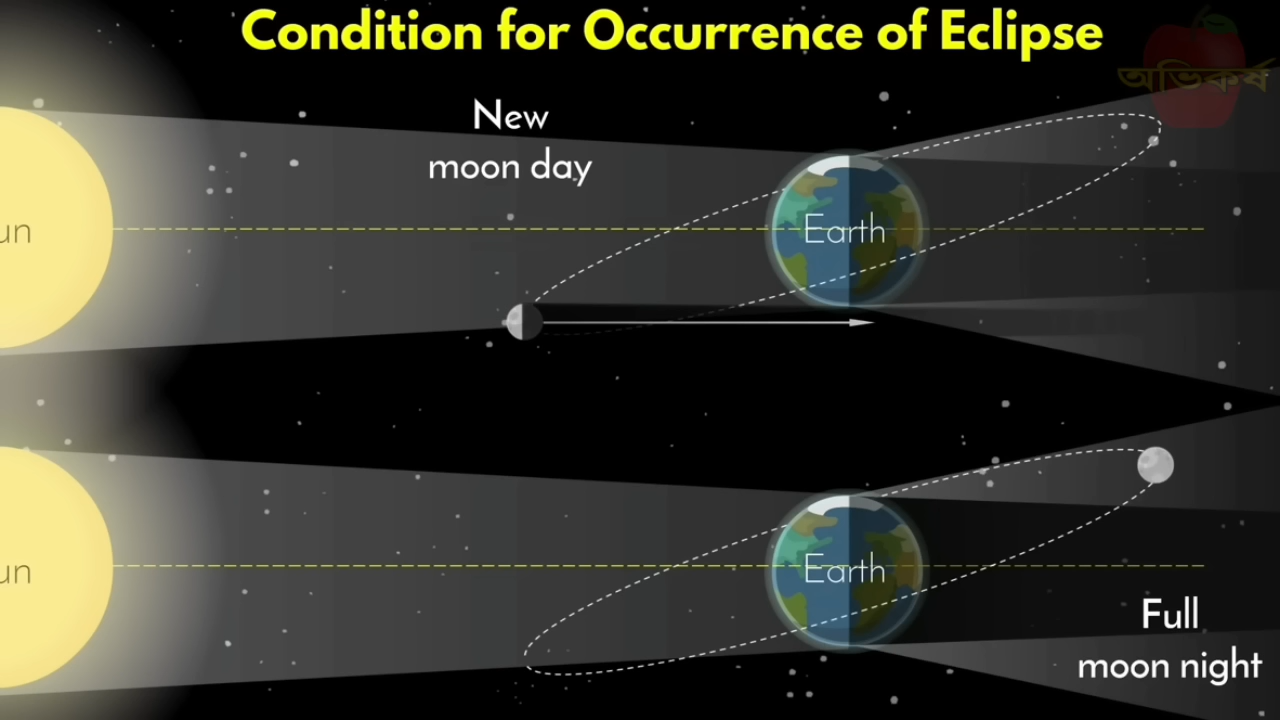 Condition for Occurrence of Eclipse
অভিকর্ষ
New
moon day
un
Earth
un
Earth
Full
moon night